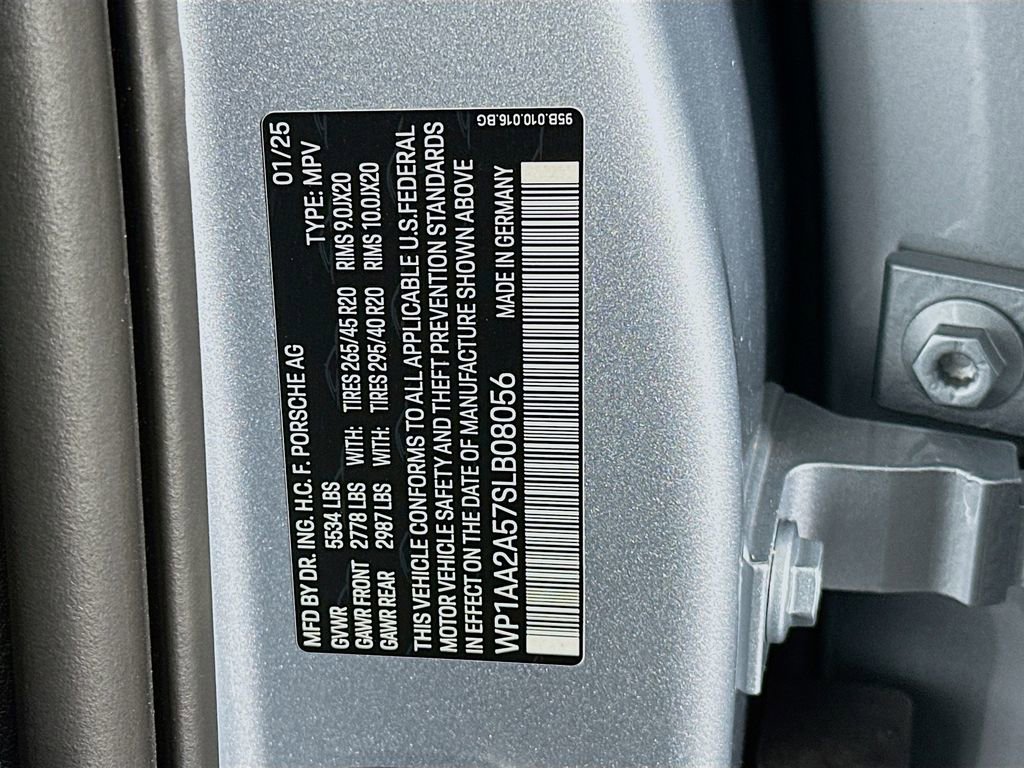 MFD BY DR. ING. H.C. F. PORSCHE AG 01/25
GVWR 5534 LBS TYPE: MPV
GAWR FRONT 2778 LBS WITH: TIRES 265/45 R20 RIMS 9.0JX20
GAWR REAR 2987 LBS WITH: TIRES 295/40 R20 RIMS 10.0JX20
THIS VEHICLE CONFORMS TO ALL APPLICABLE U.S.FEDERAL
MOTOR VEHICLE SAFETY AND THEFT PREVENTION STANDARDS
IN EFFECT ON THE DATE OF MANUFACTURE SHOWN ABOVE
WP1AA2A57SLB08056 MADE IN GERMANY
95B.010.016.BG